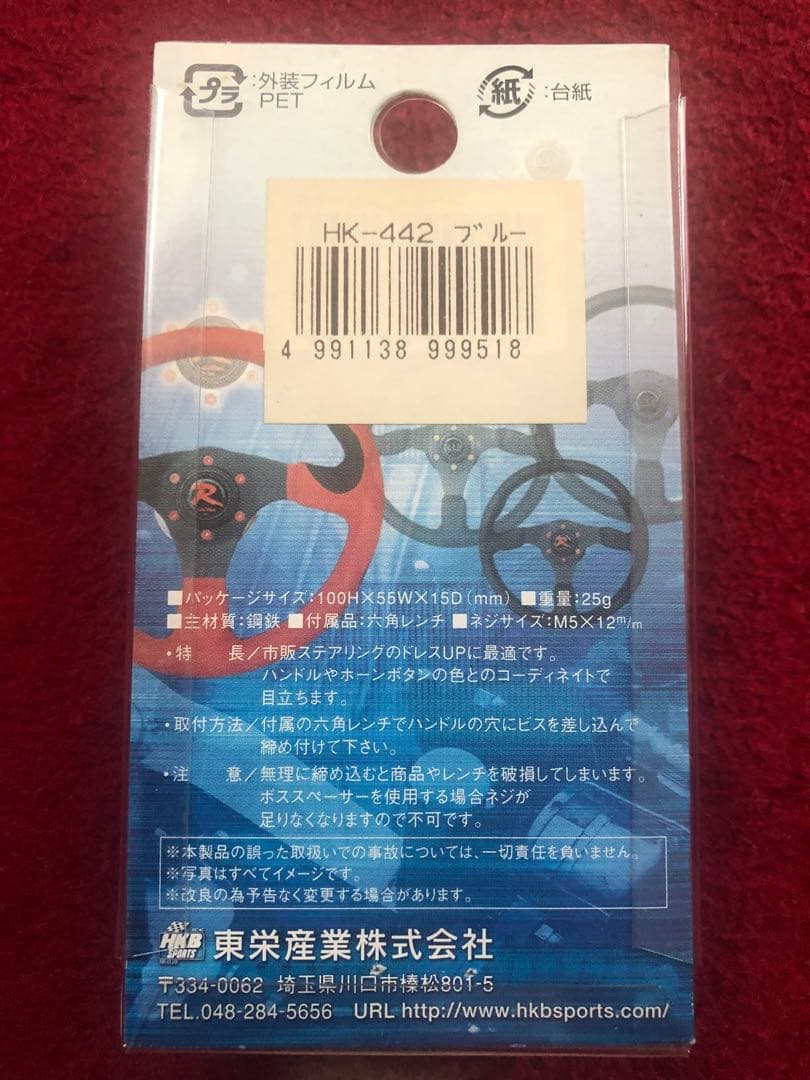 プラ :外装フィルム
PET
紙 :台紙
HK-442 ブルー
4 991138 999518
R
■パッケージサイズ:100H×55W×15D(mm) ■重量:25g
■主材質:鋼鉄 ■付属品:六角レンチ ■ネジサイズ:M5×12m/m
・特 長/市販ステアリングのドレスUPに最適です。
ハンドルやホーンボタンの色とのコーディネイトで
目立ちます。
・取付方法/付属の六角レンチでハンドルの穴にビスを差し込んで
締め付けて下さい。
・注 意/無理に締め込むと商品やレンチを破損してしまいます。
ボススペーサーを使用する場合ネジが
足りなくなりますので不可です。
※本製品の誤った取扱いでの事故については、一切責任を負いません。
※写真はすべてイメージです。
※改良の為予告なく変更する場合があります。
HKB SPORTS 東栄産業株式会社
〒334-0062 埼玉県川口市榛松801-5
TEL.048-284-5656 URL http://www.hkbsports.com/